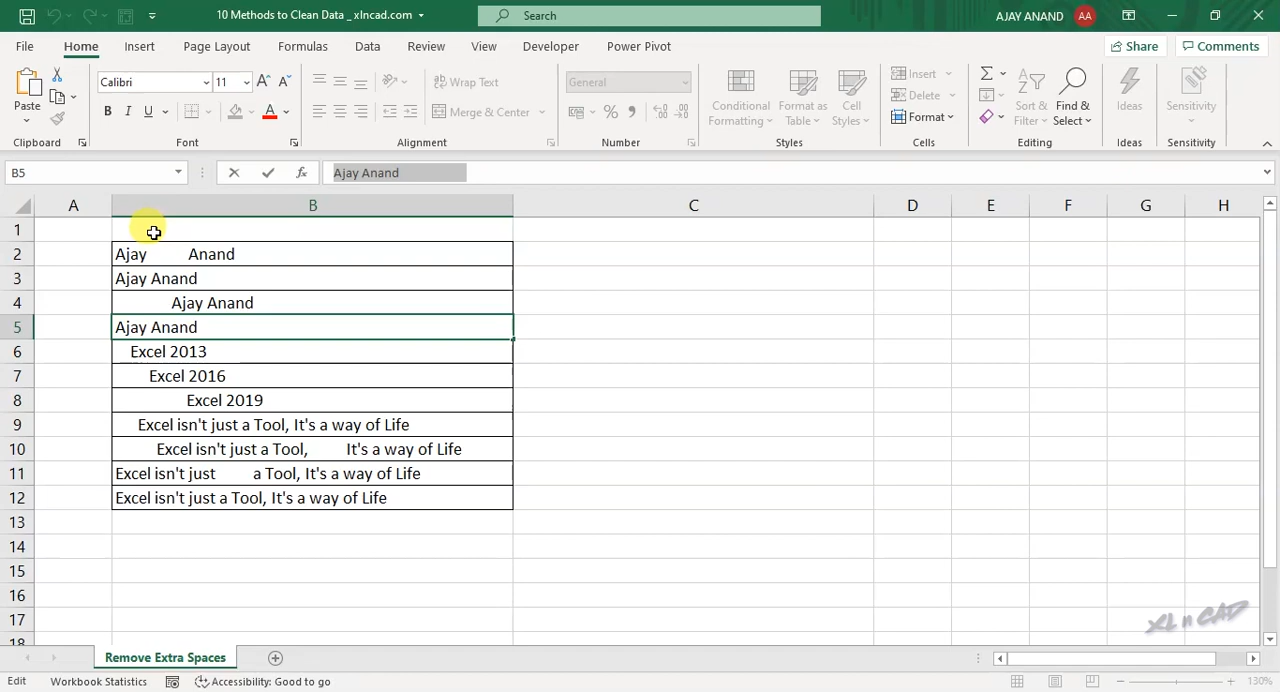 10 Methods to Clean Data _ xlncad.com
Search
AJAY ANAND AA
File Home Insert Page Layout Formulas Data Review View Developer Power Pivot Share Comments
Calibri 11 Wrap Text General Insert
Paste Merge & Center Conditional Formatting Format as Table Cell Styles Delete Format Sort & Filter Find & Select Ideas Sensitivity
Clipboard Font Alignment Number Styles Cells Editing Ideas Sensitivity
B5 fx Ajay Anand
A B C D E F G H
1
2 Ajay Anand
3 Ajay Anand
4 Ajay Anand
5 Ajay Anand
6 Excel 2013
7 Excel 2016
8 Excel 2019
9 Excel isn't just a Tool, It's a way of Life
10 Excel isn't just a Tool, It's a way of Life
11 Excel isn't just a Tool, It's a way of Life
12 Excel isn't just a Tool, It's a way of Life
13
14
15
16
17
18
XL n CAD
Remove Extra Spaces
Edit Workbook Statistics Accessibility: Good to go 130%